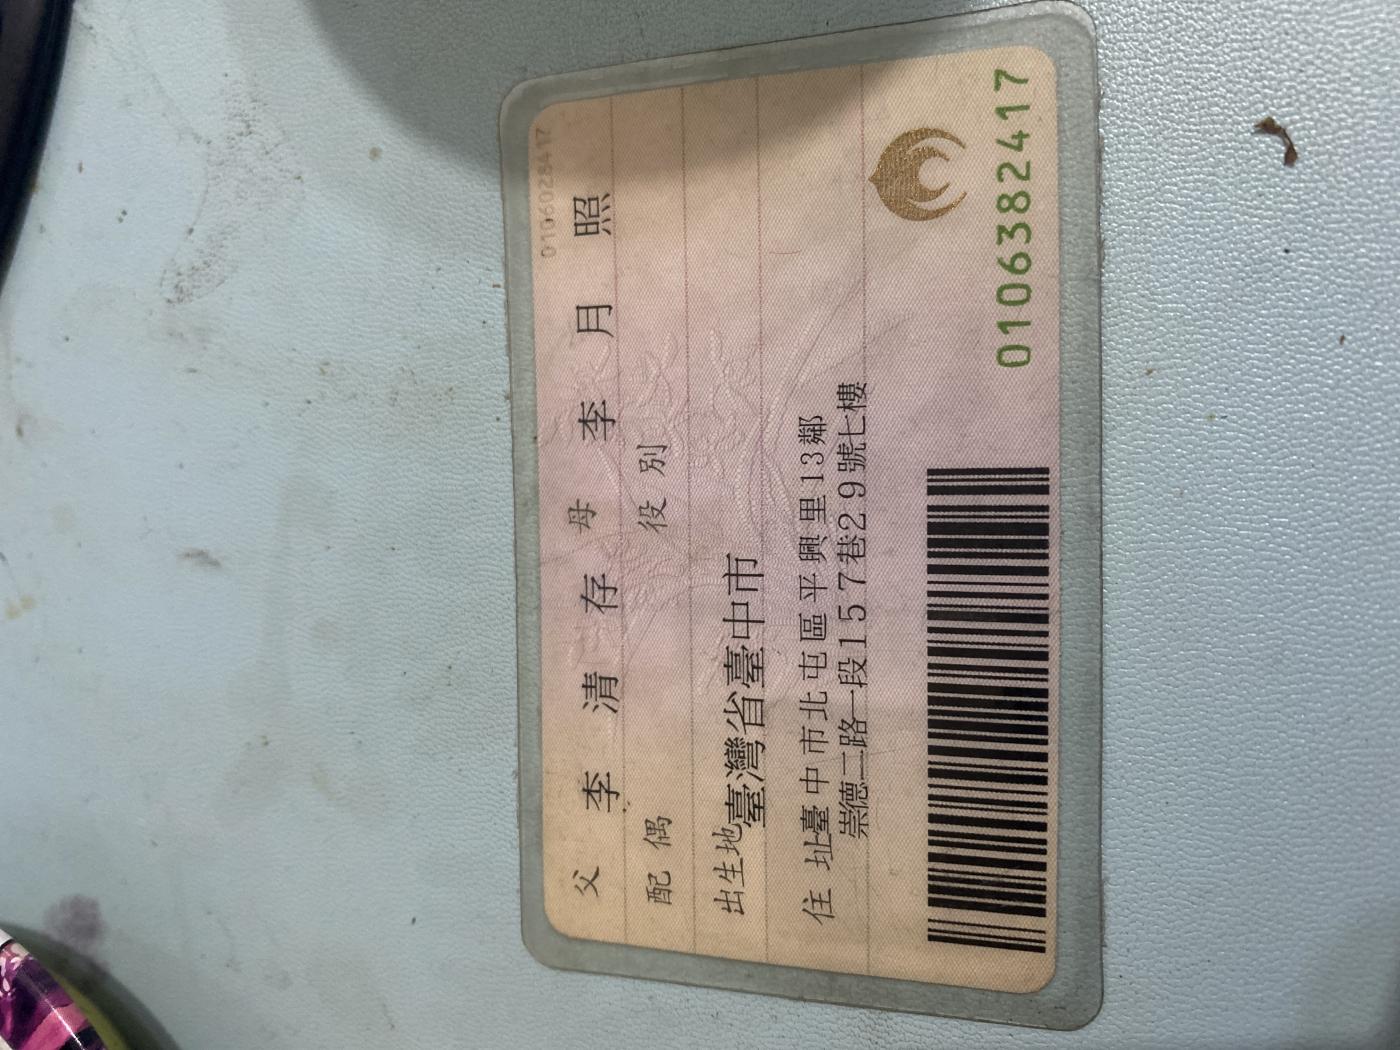 0106028417
父 李清存 母 李月照
配偶 役別
出生地 臺灣省臺中市
住址 臺中市北屯區平興里13鄰
崇德二路一段157巷29號七樓
0106382417